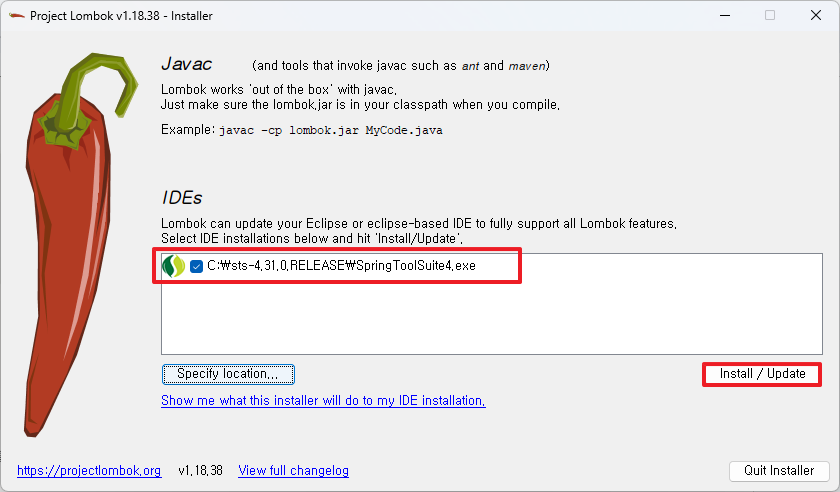 Project Lombok v1.18.38 - Installer
Javac (and tools that invoke javac such as ant and maven)
Lombok works 'out of the box' with javac.
Just make sure the lombok.jar is in your classpath when you compile.
Example: javac -cp lombok.jar MyCode.java
IDEs
Lombok can update your Eclipse or eclipse-based IDE to fully support all Lombok features.
Select IDE installations below and hit 'Install/Update'.
C:₩sts-4.31.0.RELEASE₩SpringToolSuite4.exe
Specify location...
Install / Update
Show me what this installer will do to my IDE installation.
https://projectlombok.org v1.18.38 View full changelog
Quit Installer